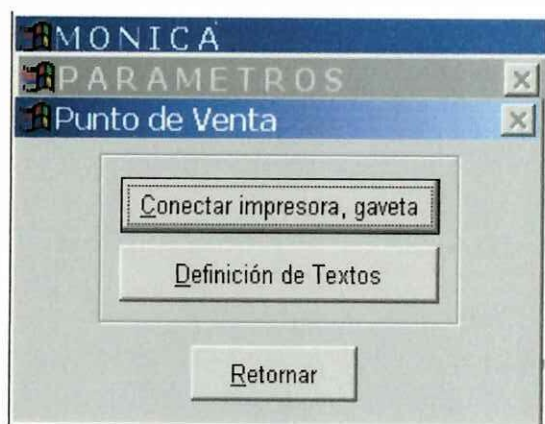 MONICA
PARAMETROS
Punto de Venta
Conectar impresora, gaveta
Definición de Textos
Retornar